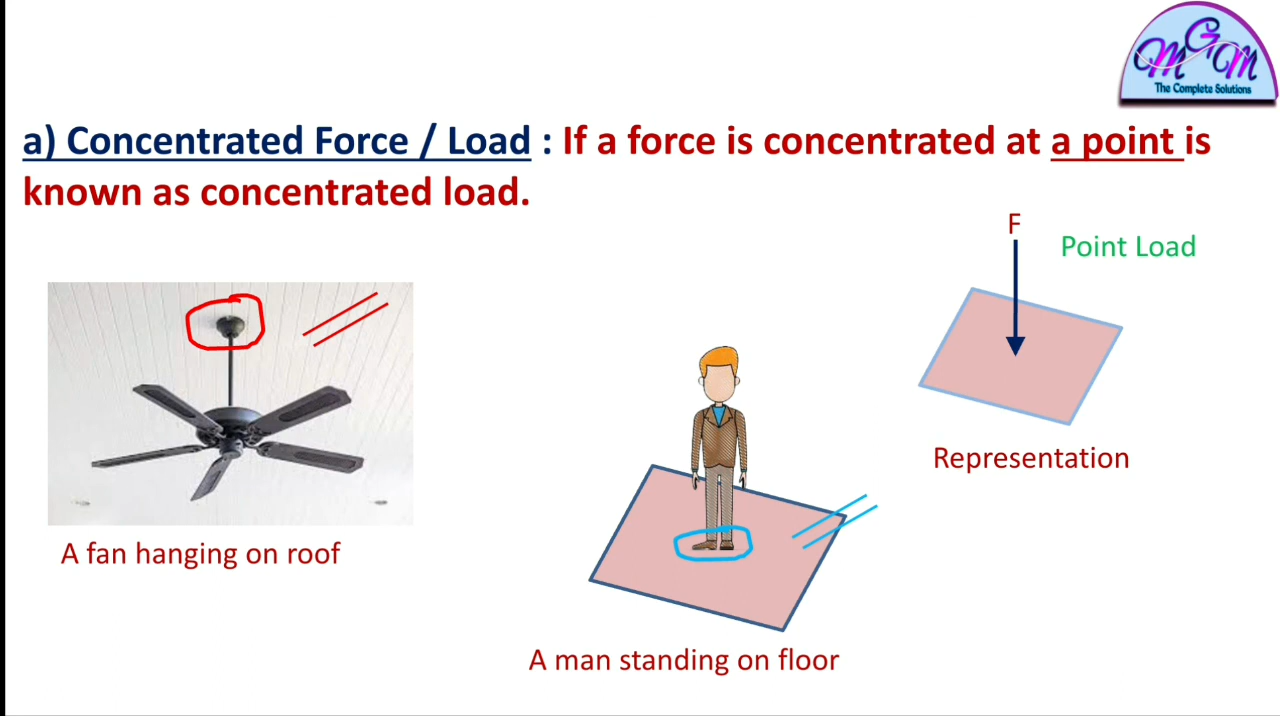 MGM
The Complete Solutions
a) Concentrated Force / Load : If a force is concentrated at a point is
known as concentrated load.
F
Point Load
Representation
A fan hanging on roof
A man standing on floor